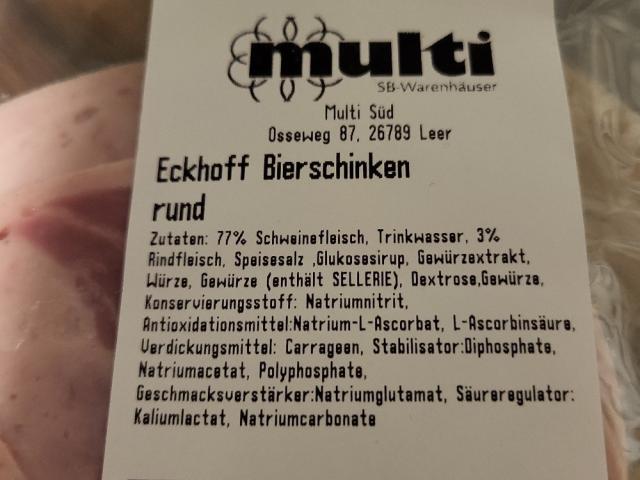 multi
SB-Warenhäuser
Multi Süd
Osseweg 87, 26789 Leer
Eckhoff Bierschinken
rund
Zutaten: 77% Schweinefleisch, Trinkwasser, 3%
Rindfleisch, Speisesalz ,Glukosesirup, Gewürzextrakt,
Würze, Gewürze (enthält SELLERIE), Dextrose,Gewürze,
Konservierungsstoff: Natriumnitrit,
Antioxidationsmittel:Natrium-L-Ascorbat, L-Ascorbinsäure,
Verdickungsmittel: Carrageen, Stabilisator:Diphosphate,
Natriumacetat, Polyphosphate,
Geschmacksverstärker:Natriumglutamat, Säureregulator:
Kaliumlactat, Natriumcarbonate